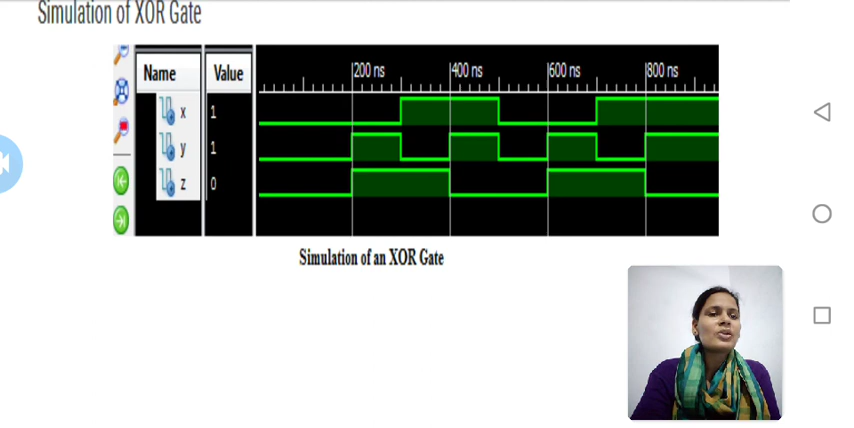 Simulation of XOR Gate
Name Value |200 ns |400 ns |600 ns |800 ns
x 1
y 1
z 0
Simulation of an XOR Gate